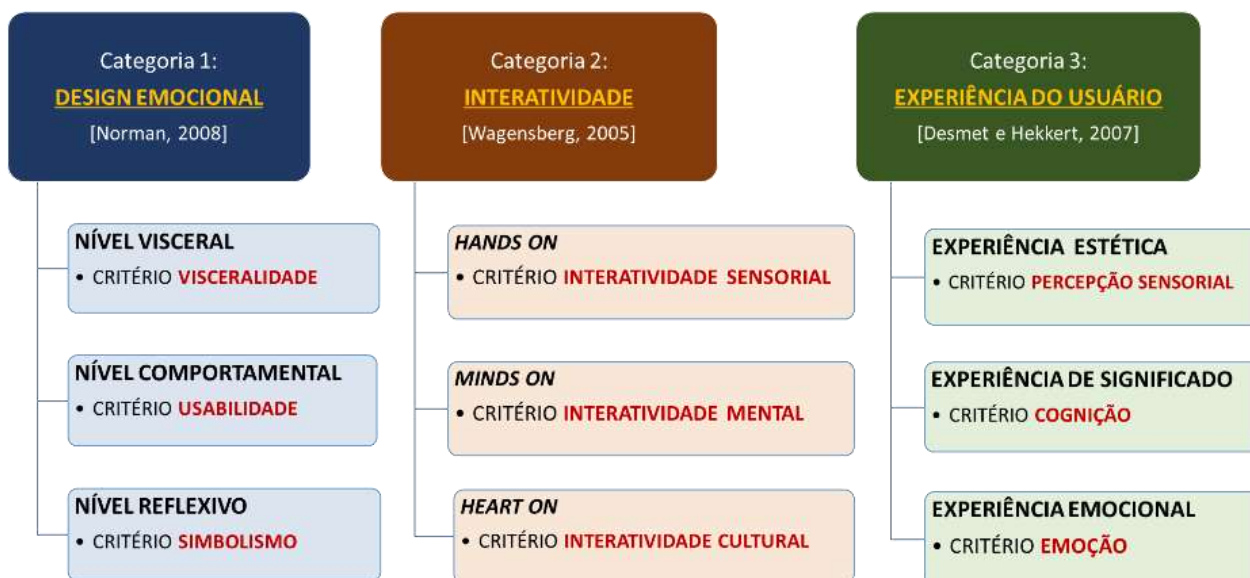 Categoria 1:
DESIGN EMOCIONAL
[Norman, 2008]
NÍVEL VISCERAL
• CRITÉRIO VISCERALIDADE
NÍVEL COMPORTAMENTAL
• CRITÉRIO USABILIDADE
NÍVEL REFLEXIVO
• CRITÉRIO SIMBOLISMO
Categoria 2:
INTERATIVIDADE
[Wagensberg, 2005]
HANDS ON
• CRITÉRIO INTERATIVIDADE SENSORIAL
MINDS ON
• CRITÉRIO INTERATIVIDADE MENTAL
HEART ON
• CRITÉRIO INTERATIVIDADE CULTURAL
Categoria 3:
EXPERIÊNCIA DO USUÁRIO
[Desmet e Hekkert, 2007]
EXPERIÊNCIA ESTÉTICA
• CRITÉRIO PERCEPÇÃO SENSORIAL
EXPERIÊNCIA DE SIGNIFICADO
• CRITÉRIO COGNIÇÃO
EXPERIÊNCIA EMOCIONAL
• CRITÉRIO EMOÇÃO